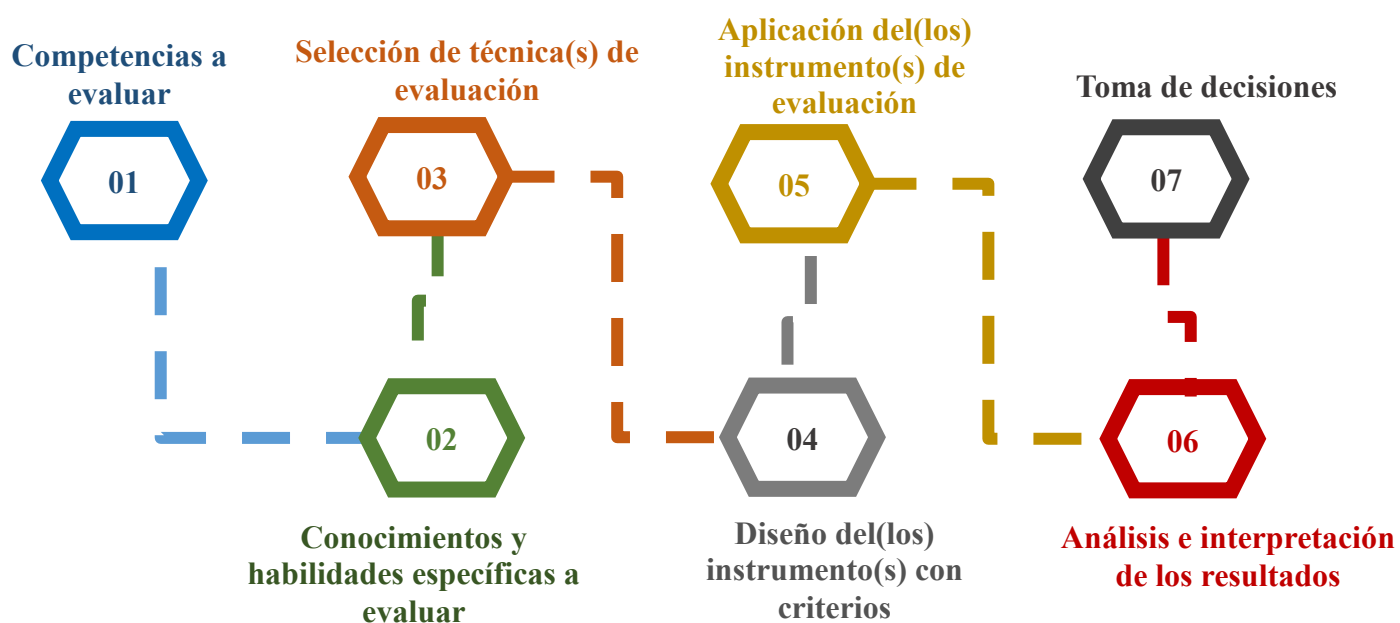 Competencias a
evaluar
01
Conocimientos y
habilidades específicas a
evaluar
02
Selección de técnica(s) de
evaluación
03
Diseño del(los)
instrumento(s) con
criterios
04
Aplicación del(los)
instrumento(s) de
evaluación
05
Análisis e interpretación
de los resultados
06
Toma de decisiones
07